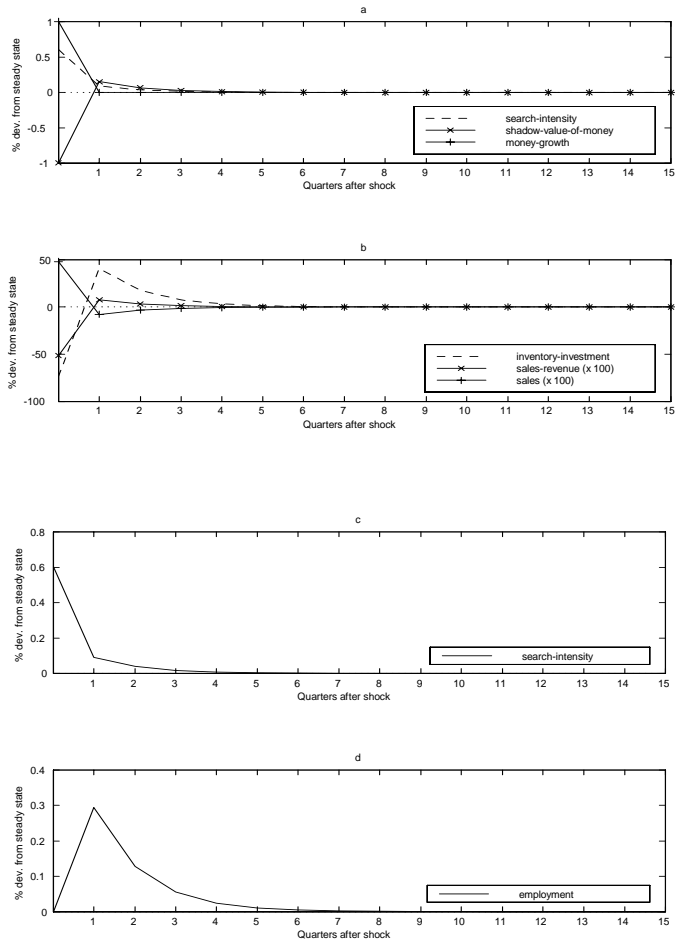 a
1
0.5
0
-0.5
-1
% dev. from steady state
search-intensity
shadow-value-of-money
money-growth
1 2 3 4 5 6 7 8 9 10 11 12 13 14 15
Quarters after shock
b
50
0
-50
-100
% dev. from steady state
inventory-investment
sales-revenue (x 100)
sales (x 100)
1 2 3 4 5 6 7 8 9 10 11 12 13 14 15
Quarters after shock
c
0.8
0.6
0.4
0.2
0
% dev. from steady state
search-intensity
1 2 3 4 5 6 7 8 9 10 11 12 13 14 15
Quarters after shock
d
0.4
0.3
0.2
0.1
0
% dev. from steady state
employment
1 2 3 4 5 6 7 8 9 10 11 12 13 14 15
Quarters after shock